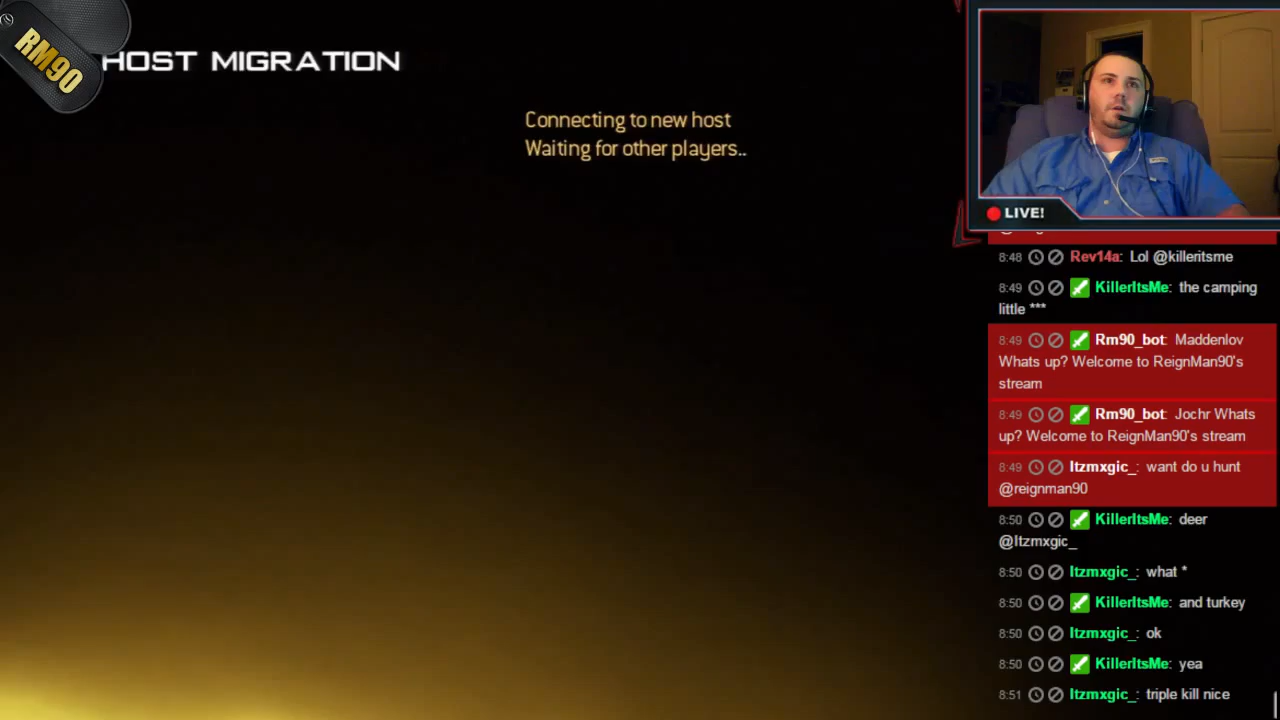 RM90
HOST MIGRATION
Connecting to new host
Waiting for other players..
LIVE!
8:48 Rev14a: Lol @killeritsme
8:49 KillerItsMe: the camping
little ***
8:49 Rm90_bot: Maddenlov
Whats up? Welcome to ReignMan90's
stream
8:49 Rm90_bot: Jochr Whats
up? Welcome to ReignMan90's stream
8:49 Itzmxgic_: want do u hunt
@reignman90
8:50 KillerItsMe: deer
@Itzmxgic_
8:50 Itzmxgic_: what *
8:50 KillerItsMe: and turkey
8:50 Itzmxgic_: ok
8:50 KillerItsMe: yea
8:51 Itzmxgic_: triple kill nice